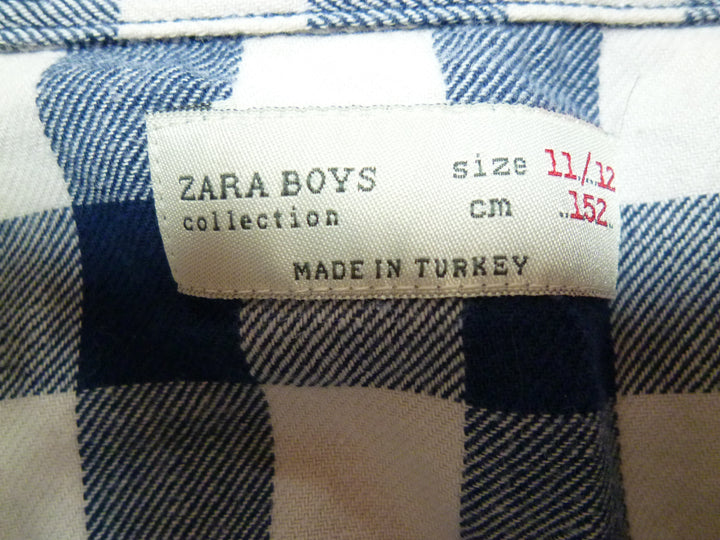 ZARA BOYS size 11/12
collection cm 152
MADE IN TURKEY